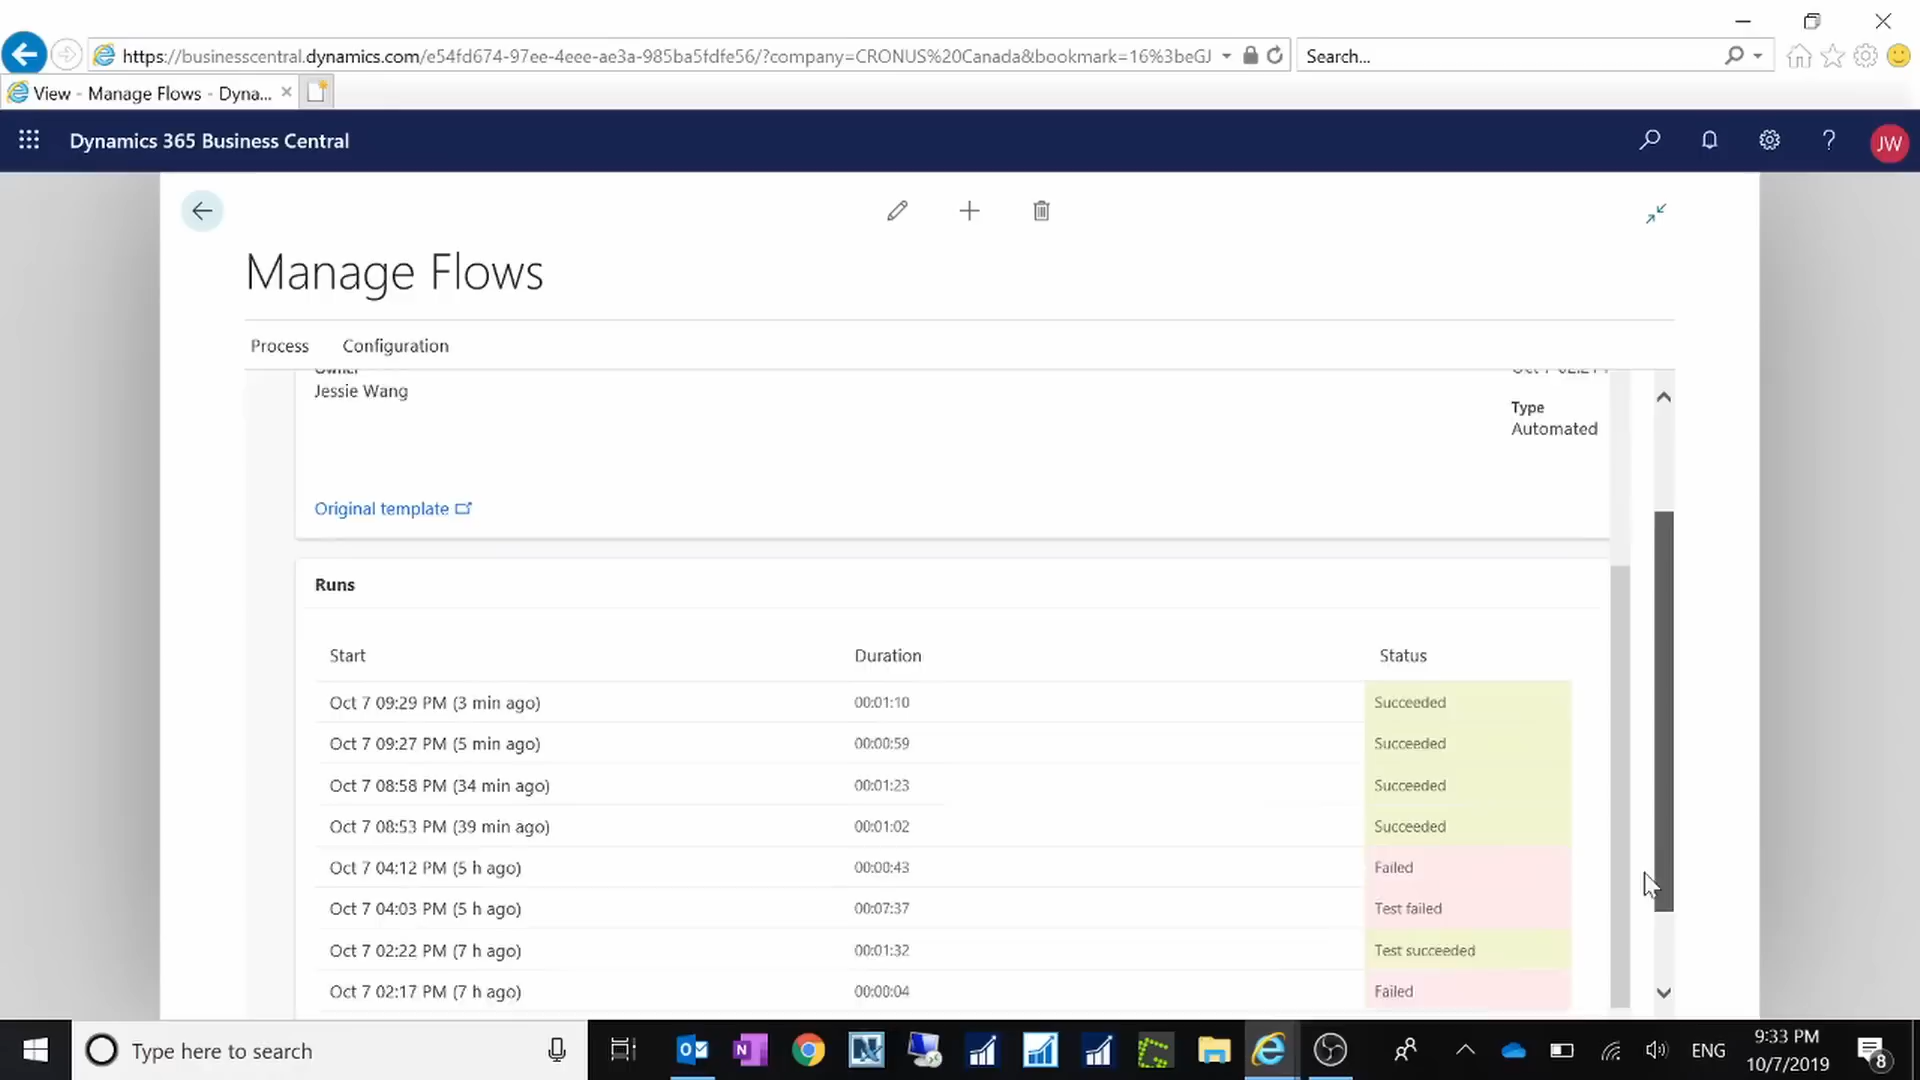 https://businesscentral.dynamics.com/e54fd674-97ee-4eee-ae3a-985ba5fdfe56/?company=CRONUS%20Canada&bookmark=16%3beGJ
Search...
View - Manage Flows - Dyna...
Dynamics 365 Business Central
JW
Manage Flows
Process Configuration
Owner
Jessie Wang
Type
Automated
Original template
Runs
Start Duration Status
Oct 7 09:29 PM (3 min ago) 00:01:10 Succeeded
Oct 7 09:27 PM (5 min ago) 00:00:59 Succeeded
Oct 7 08:58 PM (34 min ago) 00:01:23 Succeeded
Oct 7 08:53 PM (39 min ago) 00:01:02 Succeeded
Oct 7 04:12 PM (5 h ago) 00:00:43 Failed
Oct 7 04:03 PM (5 h ago) 00:07:37 Test failed
Oct 7 02:22 PM (7 h ago) 00:01:32 Test succeeded
Oct 7 02:17 PM (7 h ago) 00:00:04 Failed
Type here to search
ENG
9:33 PM
10/7/2019
8